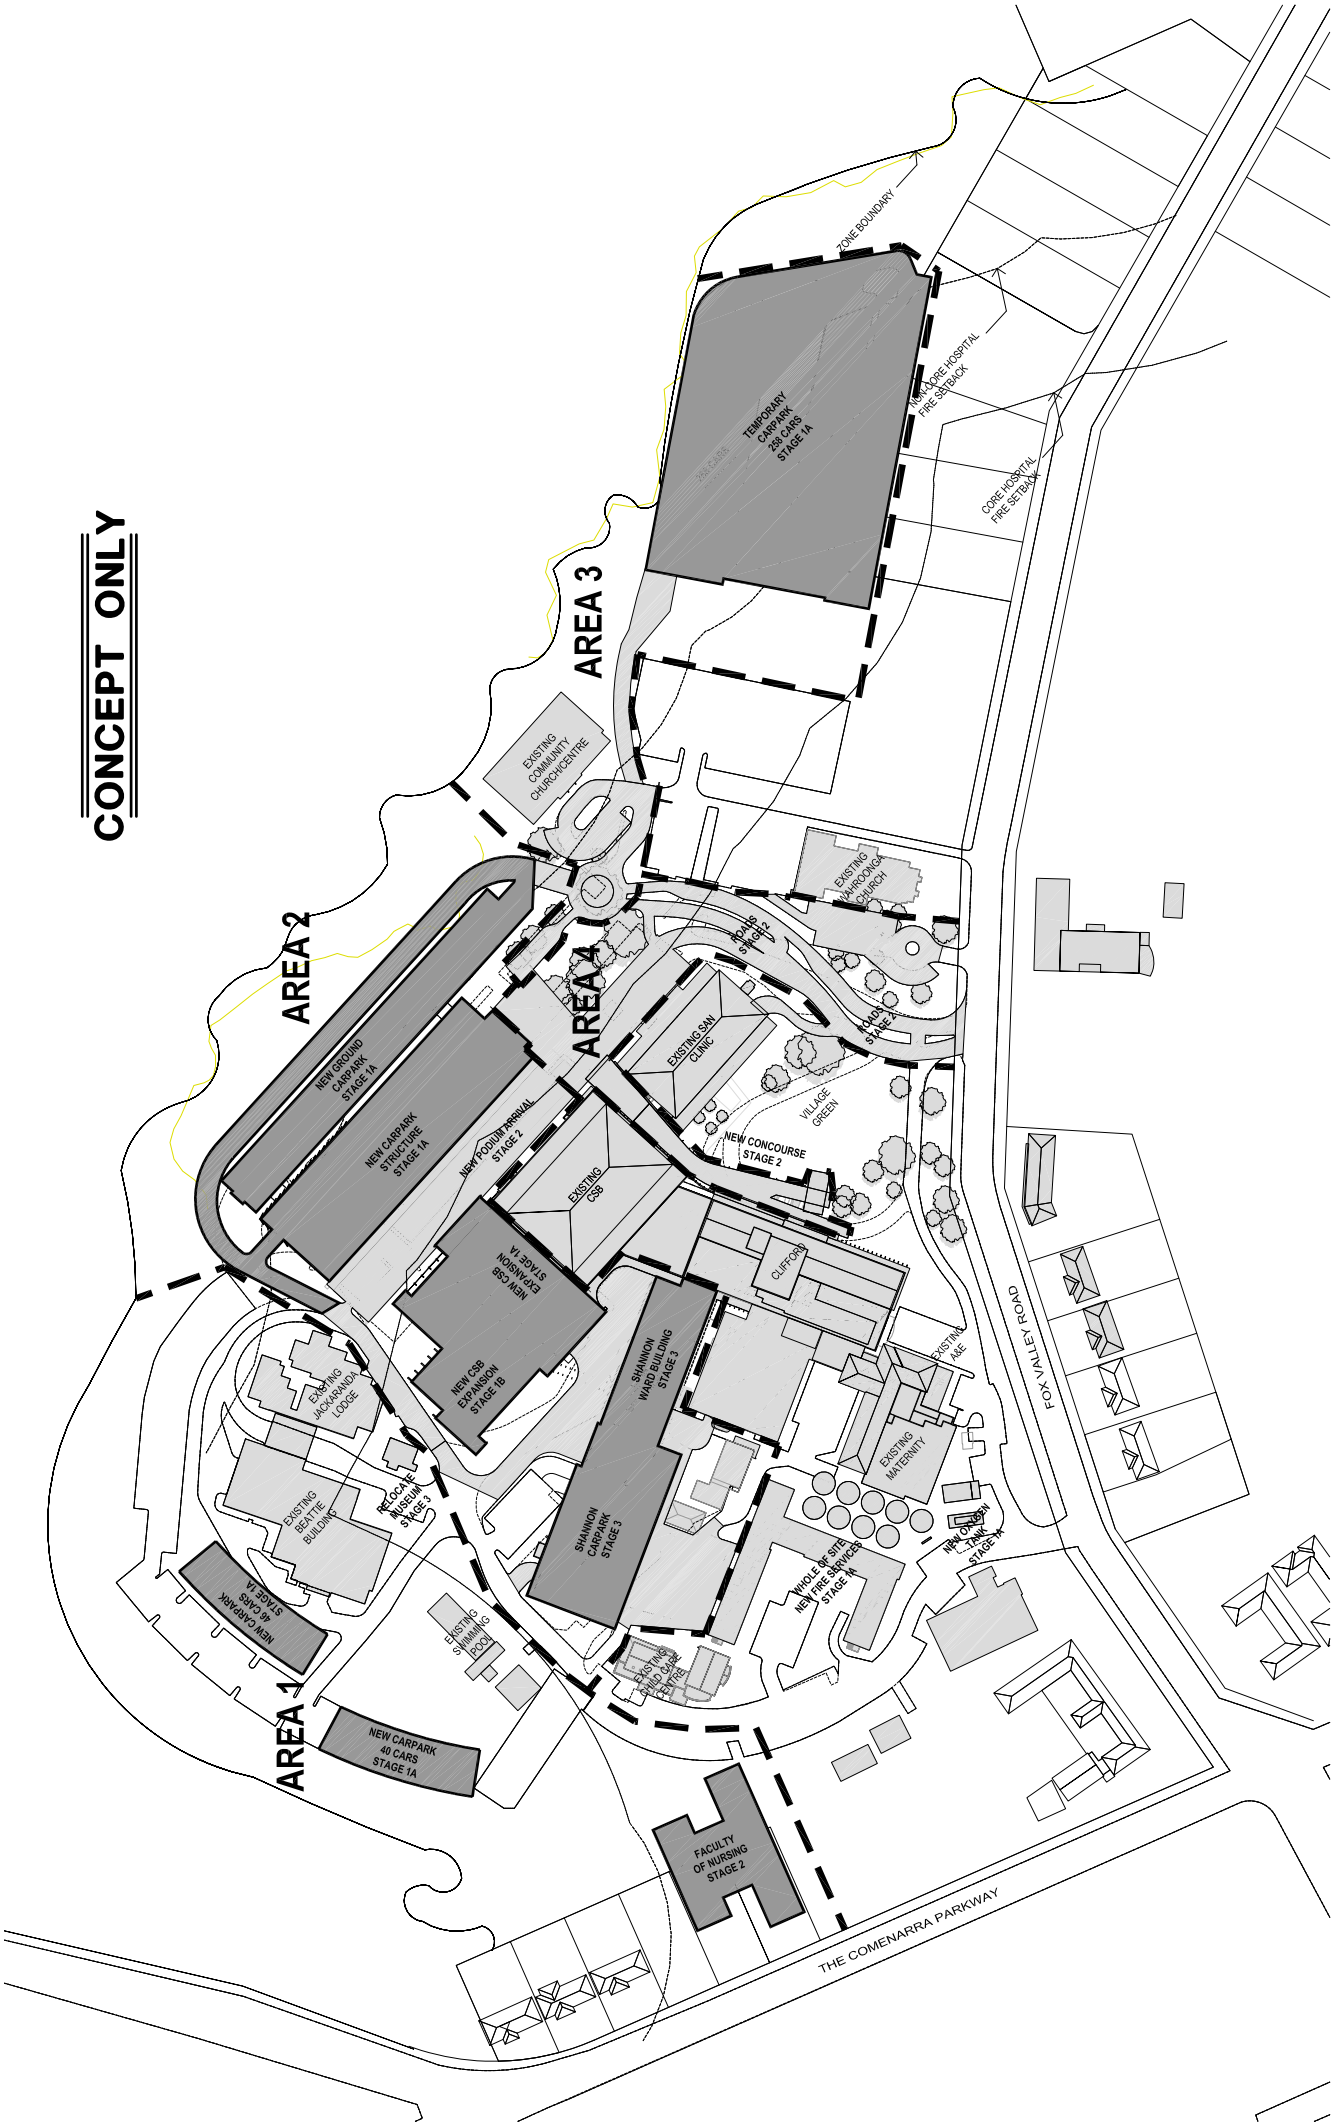 CONCEPT ONLY
ZONE BOUNDARY
NON-CORE HOSPITAL
FIRE SETBACK
CORE HOSPITAL
FIRE SETBACK
TEMPORARY
CARPARK
258 CARS
STAGE 1A
258 CARS
AREA 3
EXISTING
COMMUNITY
CHURCH/CENTRE
EXISTING
WAHROONGA
CHURCH
AREA 2
ROADS
STAGE 2
AREA 4
ROADS
STAGE 2
EXISTING SAN
CLINIC
NEW GROUND
CARPARK
STAGE 1A
NEW CARPARK
STRUCTURE
STAGE 1A
NEW PODIUM ARRIVAL
STAGE 2
VILLAGE
GREEN
NEW CONCOURSE
STAGE 2
EXISTING
CSB
NEW CSB
EXPANSION
STAGE 1A
CLIFFORD
FOX VALLEY ROAD
EXISTING
A&E
SHANNON
WARD BUILDING
STAGE 3
NEW CSB
EXPANSION
STAGE 1B
EXISTING
JACKARANDA
LODGE
EXISTING
MATERNITY
RELOCATE
MUSEUM
STAGE 3
EXISTING
BEATTIE
BUILDING
SHANNON
CARPARK
STAGE 3
NEW OXYGEN
TANK
STAGE 1A
WHOLE OF SITE
NEW FIRE SERVICES
STAGE 1A
NEW CARPARK
46 CARS
STAGE 1A
EXISTING
SWIMMING
POOL
EXISTING
CHILD CARE
CENTRE
AREA 1
NEW CARPARK
40 CARS
STAGE 1A
FACULTY
OF NURSING
STAGE 2
THE COMENARRA PARKWAY